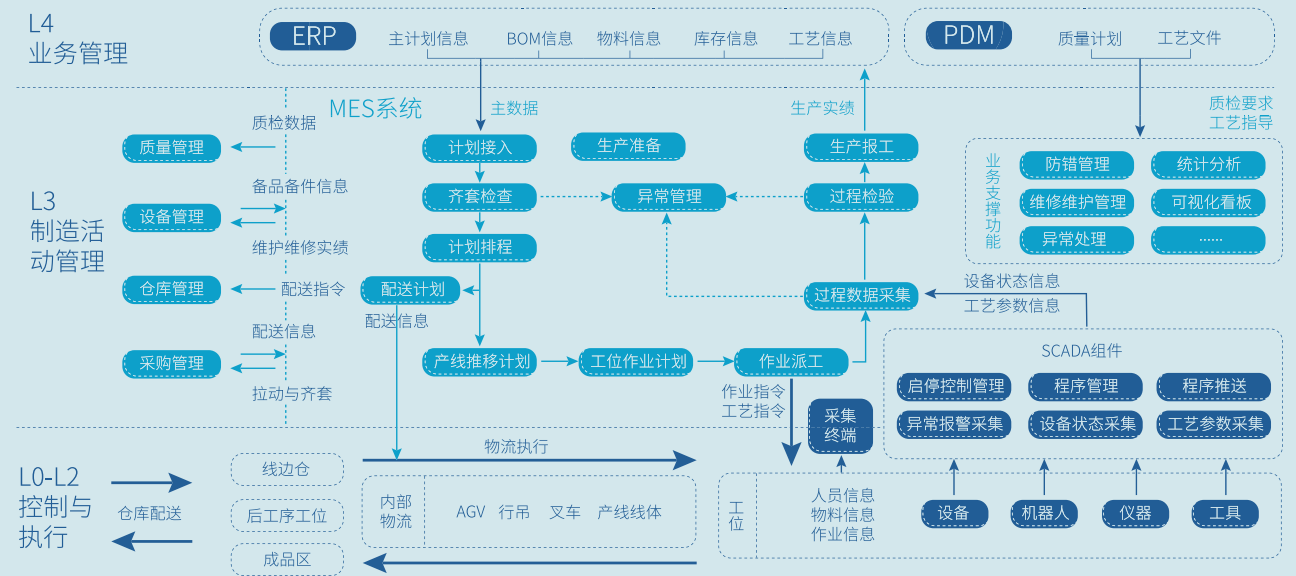 L4
业务管理
ERP
主计划信息
BOM信息
物料信息
库存信息
工艺信息
PDM
质量计划
工艺文件
L3
制造活
动管理
MES系统
主数据
生产实绩
质检要求
工艺指导
质检数据
质量管理
备品备件信息
设备管理
维护维修实绩
仓库管理
配送指令
配送信息
采购管理
拉动与齐套
计划接入
生产准备
生产报工
齐套检查
异常管理
过程检验
计划排程
配送计划
配送信息
过程数据采集
产线推移计划
工位作业计划
作业派工
作业指令
工艺指令
业务支撑功能
防错管理
统计分析
维修维护管理
可视化看板
异常处理
......
设备状态信息
工艺参数信息
SCADA组件
启停控制管理
程序管理
程序推送
异常报警采集
设备状态采集
工艺参数采集
采集
终端
L0-L2
控制与
执行
仓库配送
线边仓
后工序工位
成品区
物流执行
内部
物流
AGV
行吊
叉车
产线线体
工位
人员信息
物料信息
作业信息
设备
机器人
仪器
工具